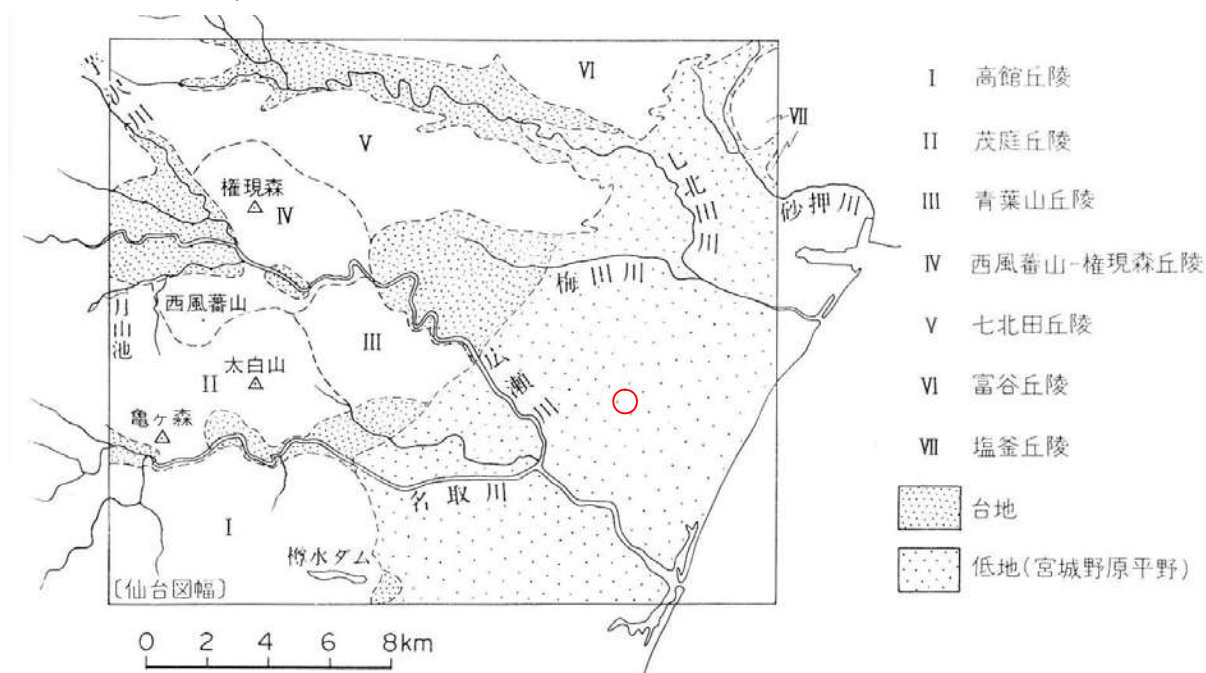 芋沢川
VI
V
VII
権現森
IV
七北田川
砂押川
梅田川
西風蕃山
月山池
III
広瀬川
太白山
II
亀ヶ森
名取川
I
樽水ダム
〔仙台図幅〕
0 2 4 6 8km
I 高館丘陵
II 茂庭丘陵
III 青葉山丘陵
IV 西風蕃山-権現森丘陵
V 七北田丘陵
VI 富谷丘陵
VII 塩釜丘陵
台地
低地(宮城野原平野)